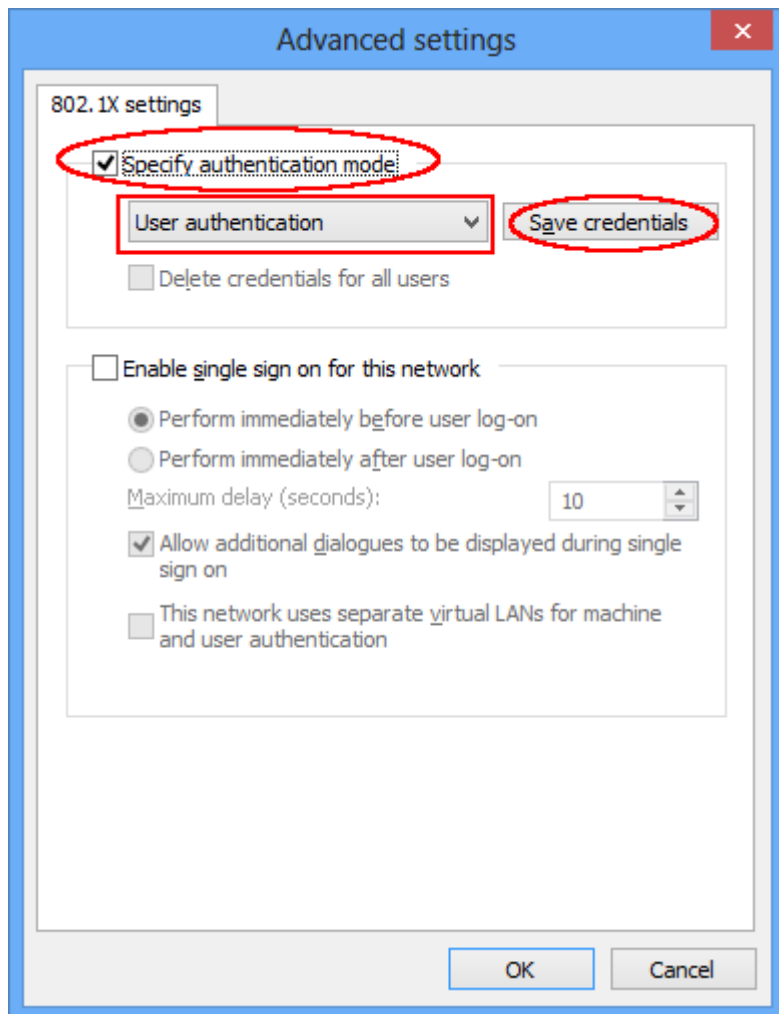 Advanced settings
802.1X settings
Specify authentication mode
User authentication
Save credentials
Delete credentials for all users
Enable single sign on for this network
Perform immediately before user log-on
Perform immediately after user log-on
Maximum delay (seconds):
10
Allow additional dialogues to be displayed during single
sign on
This network uses separate virtual LANs for machine
and user authentication
OK
Cancel